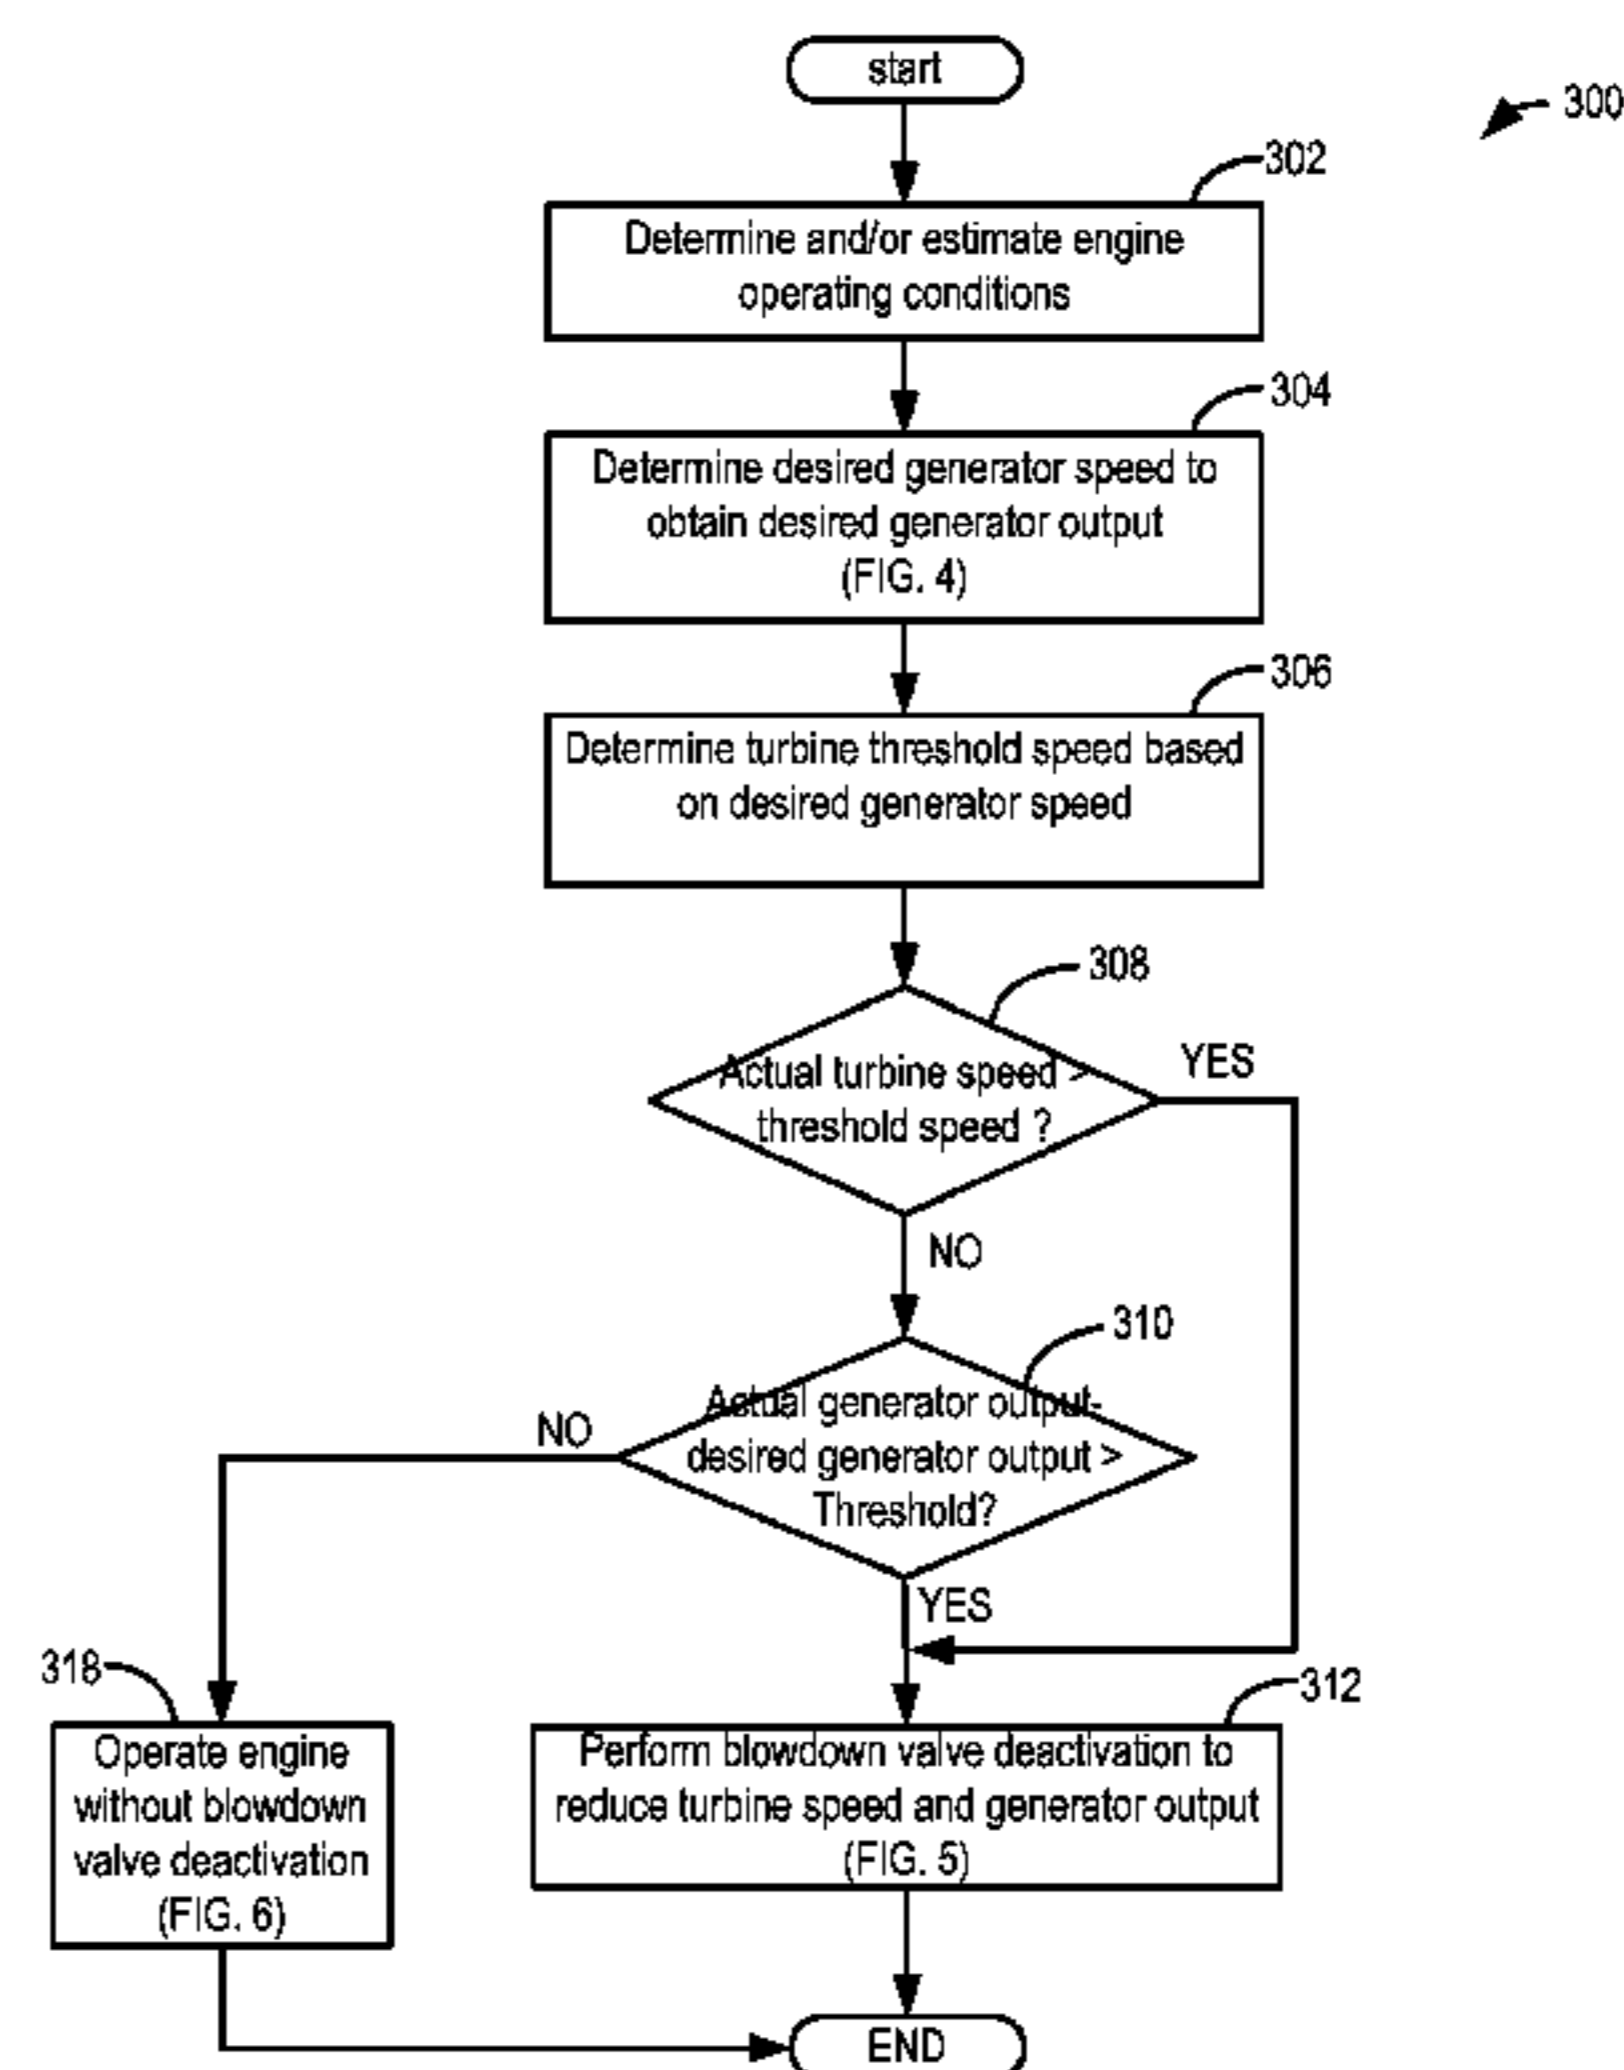 start
300
302
Determine and/or estimate engine
operating conditions
304
Determine desired generator speed to
obtain desired generator output
(FIG. 4)
306
Determine turbine threshold speed based
on desired generator speed
308
Actual turbine speed >
threshold speed ?
YES
NO
310
Actual generator output-
desired generator output >
Threshold?
NO
YES
318
Operate engine
without blowdown
valve deactivation
(FIG. 6)
312
Perform blowdown valve deactivation to
reduce turbine speed and generator output
(FIG. 5)
END